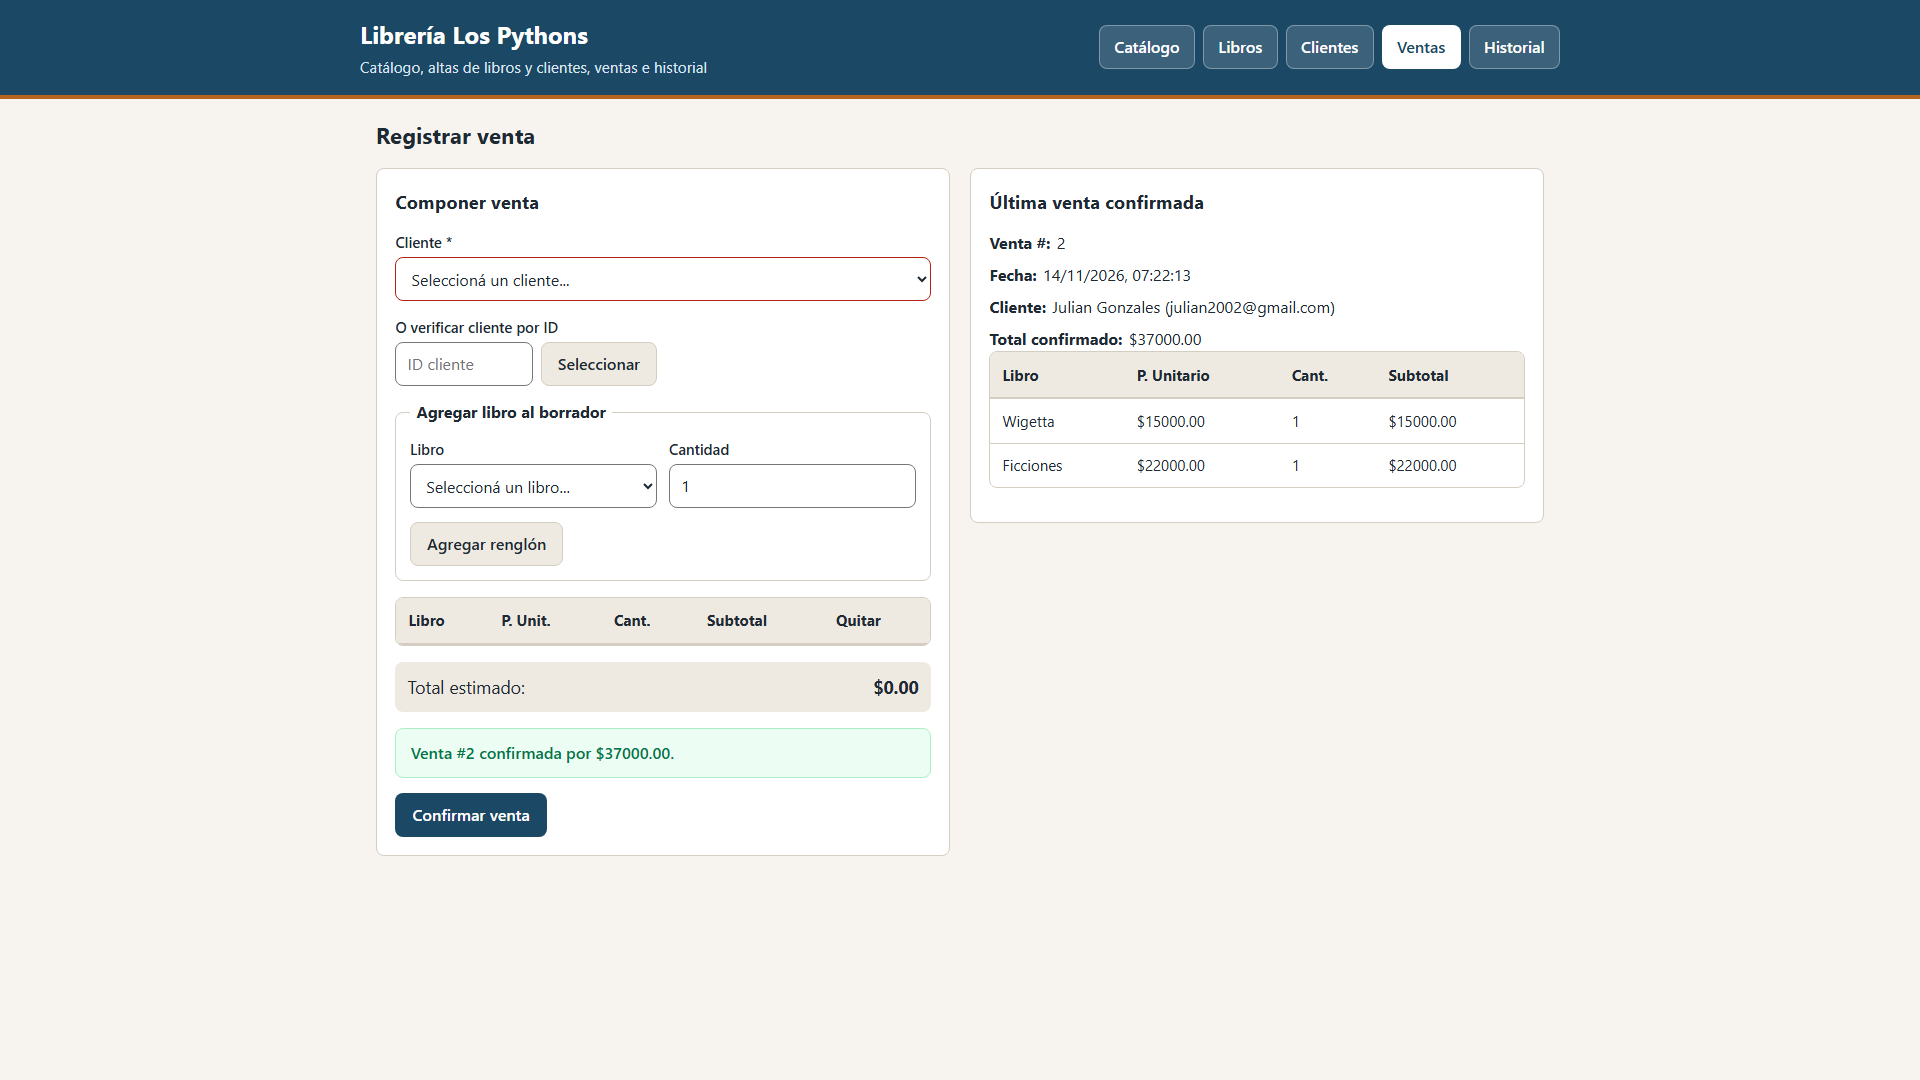 Librería Los Pythons
Catálogo, altas de libros y clientes, ventas e historial
Catálogo
Libros
Clientes
Ventas
Historial
Registrar venta
Componer venta
Cliente *
Seleccioná un cliente...
O verificar cliente por ID
ID cliente
Seleccionar
Agregar libro al borrador
Libro
Cantidad
Seleccioná un libro...
1
Agregar renglón
Libro P. Unit. Cant. Subtotal Quitar
Total estimado: $0.00
Venta #2 confirmada por $37000.00.
Confirmar venta
Última venta confirmada
Venta #: 2
Fecha: 14/11/2026, 07:22:13
Cliente: Julian Gonzales (julian2002@gmail.com)
Total confirmado: $37000.00
Libro P. Unitario Cant. Subtotal
Wigetta $15000.00 1 $15000.00
Ficciones $22000.00 1 $22000.00